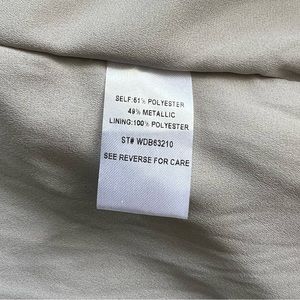 SELF:51% POLYESTER
49% METALLIC
LINING:100% POLYESTER
ST# WDB63210
SEE REVERSE FOR CARE